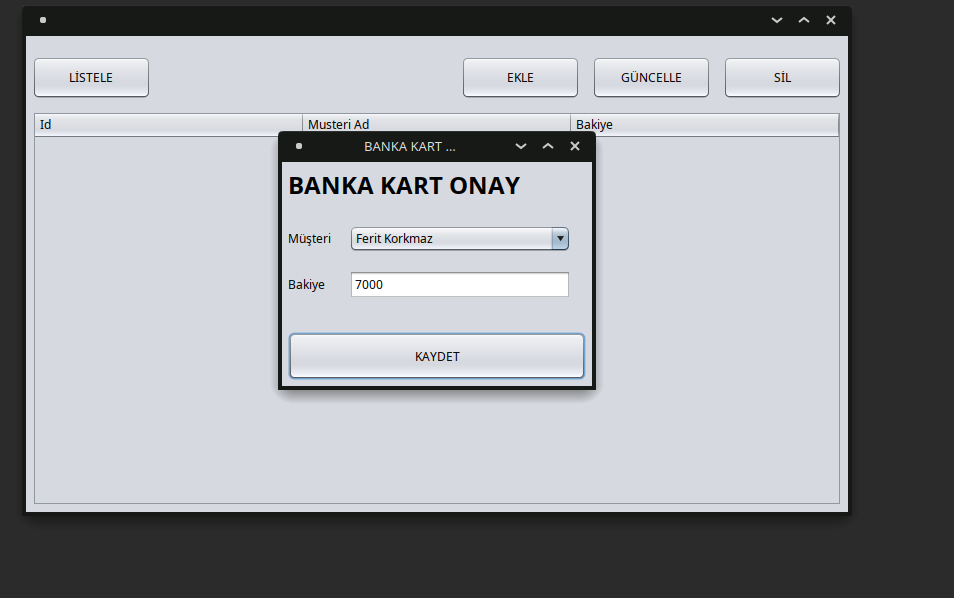 LİSTELE EKLE GÜNCELLE SİL
Id Musteri Ad Bakiye
BANKA KART ...
BANKA KART ONAY
Müşteri Ferit Korkmaz
Bakiye 7000
KAYDET